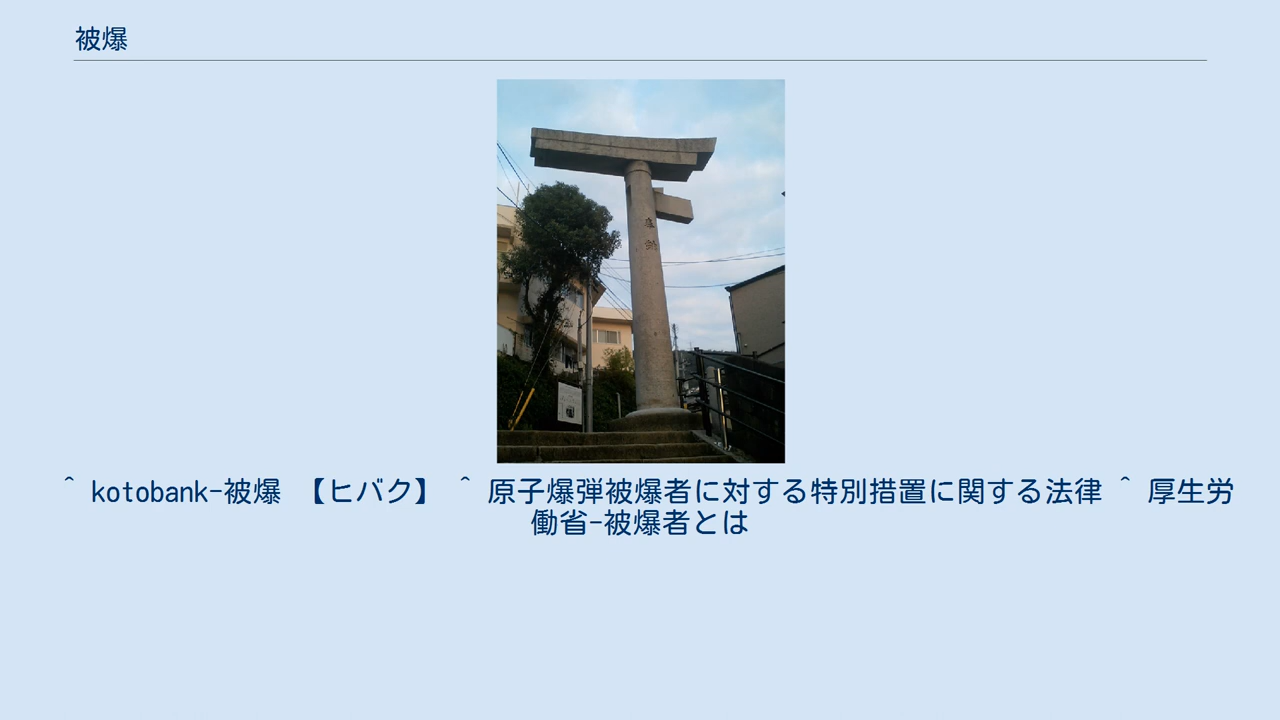 被爆
^ kotobank-被爆 【ヒバク】 ^ 原子爆弾被爆者に対する特別措置に関する法律 ^ 厚生労
働省-被爆者とは